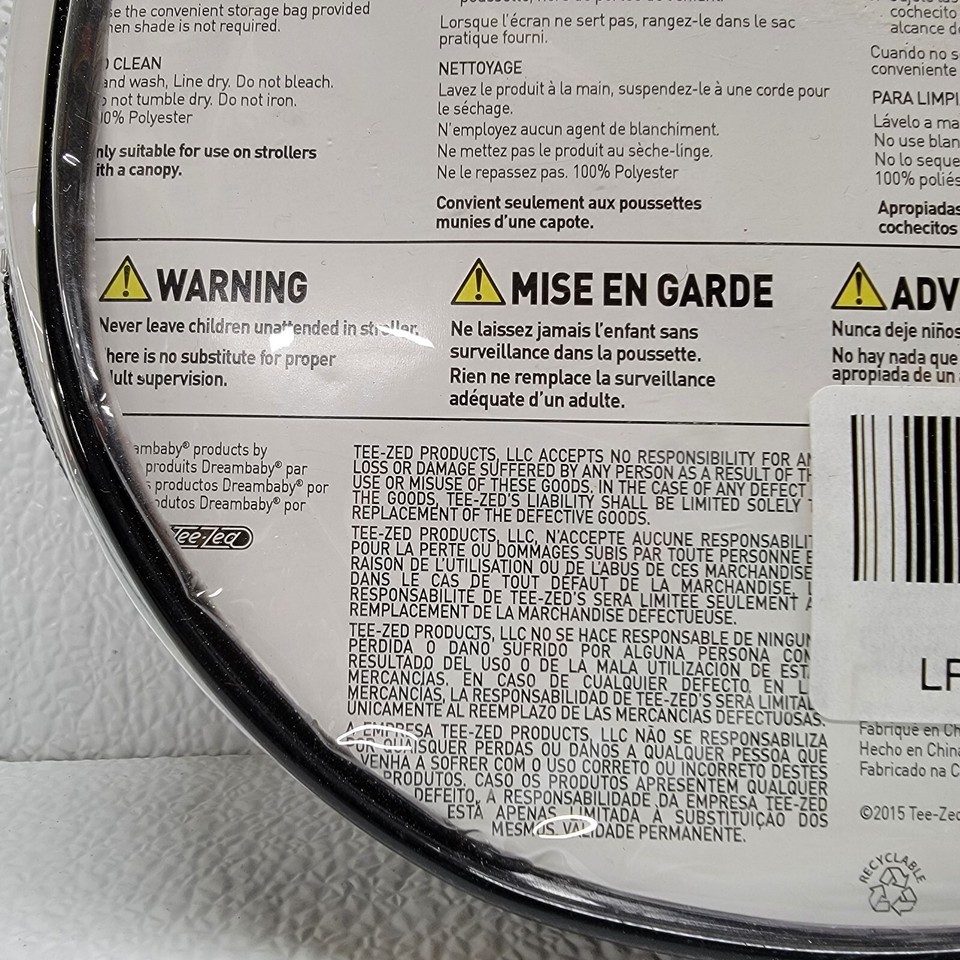 se the convenient storage bag provided
hen shade is not required.
CLEAN
and wash, Line dry. Do not bleach.
not tumble dry. Do not iron.
0% Polyester
nly suitable for use on strollers
ith a canopy.
Lorsque l'écran ne sert pas, rangez-le dans le sac
pratique fourni.
NETTOYAGE
Lavez le produit à la main, suspendez-le à une corde pour
le séchage.
N'employez aucun agent de blanchiment.
Ne mettez pas le produit au sèche-linge.
Ne le repassez pas. 100% Polyester
Convient seulement aux poussettes
munies d'une capote.
cochecito
alcance d
Cuando no s
conveniente
PARA LIMPI
Lávelo a ma
No use blan
No lo seque
100% poliés
Apropiadas
cochecitos
WARNING
Never leave children unattended in stroller.
here is no substitute for proper
dult supervision.
MISE EN GARDE
Ne laissez jamais l'enfant sans
surveillance dans la poussette.
Rien ne remplace la surveillance
adéquate d'un adulte.
ADV
Nunca deje niños
No hay nada que
apropiada de un
ambaby® products by
produits Dreambaby® par
s productos Dreambaby® por
odutos Dreambaby® por
Tee-Zed
TEE-ZED PRODUCTS, LLC ACCEPTS NO RESPONSIBILITY FOR AN
LOSS OR DAMAGE SUFFERED BY ANY PERSON AS A RESULT OF TH
USE OR MISUSE OF THESE GOODS, IN THE CASE OF ANY DEFECT
THE GOODS, TEE-ZED'S LIABILITY SHALL BE LIMITED SOLELY T
REPLACEMENT OF THE DEFECTIVE GOODS.
TEE-ZED PRODUCTS, LLC, N'ACCEPTE AUCUNE RESPONSABILIT
POUR LA PERTE OU DOMMAGES SUBIS PAR TOUTE PERSONNE E
RAISON DE L'UTILISATION OU DE L'ABUS DE CES MARCHANDISE
DANS LE CAS DE TOUT DÉFAUT DE LA MARCHANDISE, L
RESPONSABILITÉ DE TEE-ZED'S SERA LIMITÉE SEULEMENT A
REMPLACEMENT DE LA MARCHANDISE DÉFECTUEUSE.
TEE-ZED PRODUCTS, LLC NO SE HACE RESPONSABLE DE NINGUN
PERDIDA O DAÑO SUFRIDO POR ALGUNA PERSONA COM
RESULTADO DEL USO O DE LA MALA UTILIZACION DE ESTA
MERCANCIAS. EN CASO DE CUALQUIER DEFECTO EN L
MERCANCIAS, LA RESPONSABILIDAD DE TEE-ZED'S SERA LIMITAD
UNICAMENTE AL REEMPLAZO DE LAS MERCANCIAS DEFECTUOSAS.
A EMPRESA TEE-ZED PRODUCTS, LLC NÃO SE RESPONSABILIZA
POR QUAISQUER PERDAS OU DANOS A QUALQUER PESSOA QUE
VENHA A SOFRER COM O USO CORRETO OU INCORRETO DESTES
PRODUTOS. CASO OS PRODUTOS APRESENTEM QUALQUER
DEFEITO, A RESPONSABILIDADE DA EMPRESA TEE-ZED
ESTÁ APENAS LIMITADA À SUBSTITUIÇÃO DOS
MESMOS. VALIDADE PERMANENTE.
LP
Fabriqué en Ch
Hecho en China
Fabricado na C
©2015 Tee-Zed
RECYCLABLE